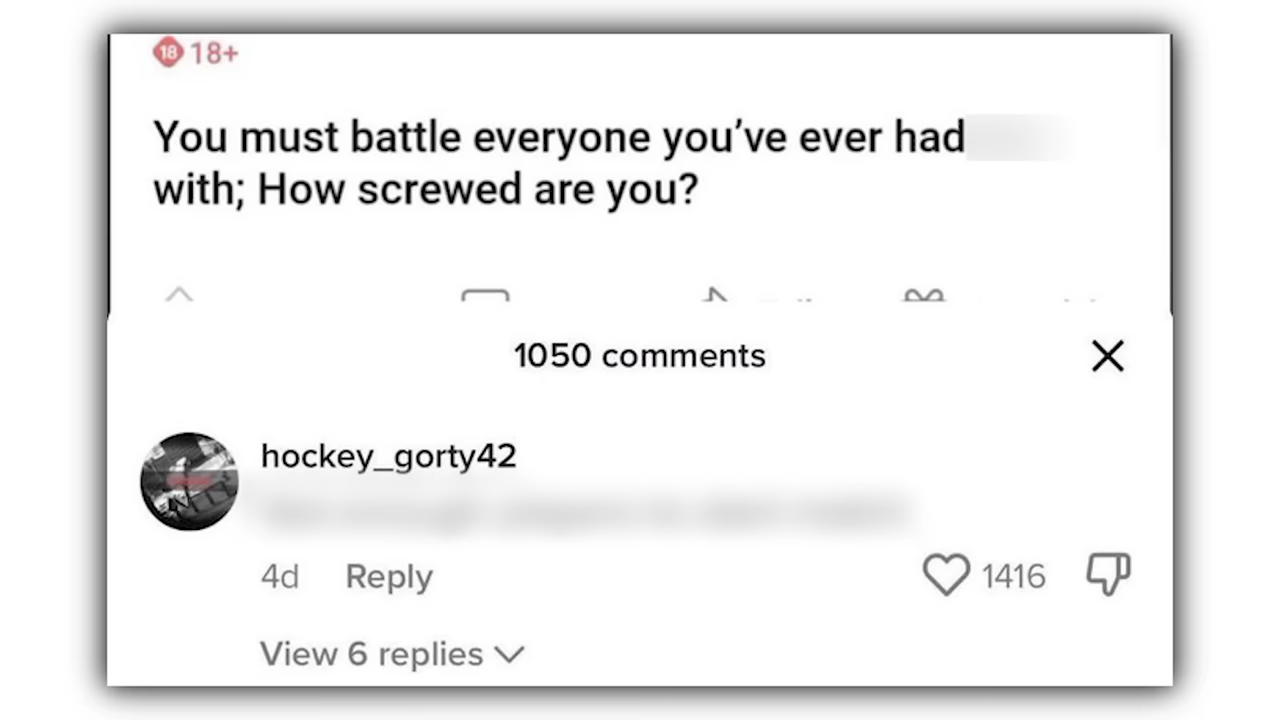 18 18+
You must battle everyone you've ever had
with; How screwed are you?
1050 comments
hockey_gorty42
4d Reply 1416
View 6 replies